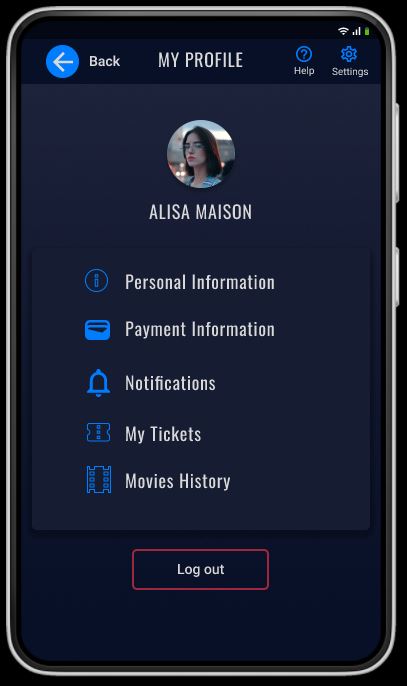 Back
MY PROFILE
Help
Settings
ALISA MAISON
Personal Information
Payment Information
Notifications
My Tickets
Movies History
Log out